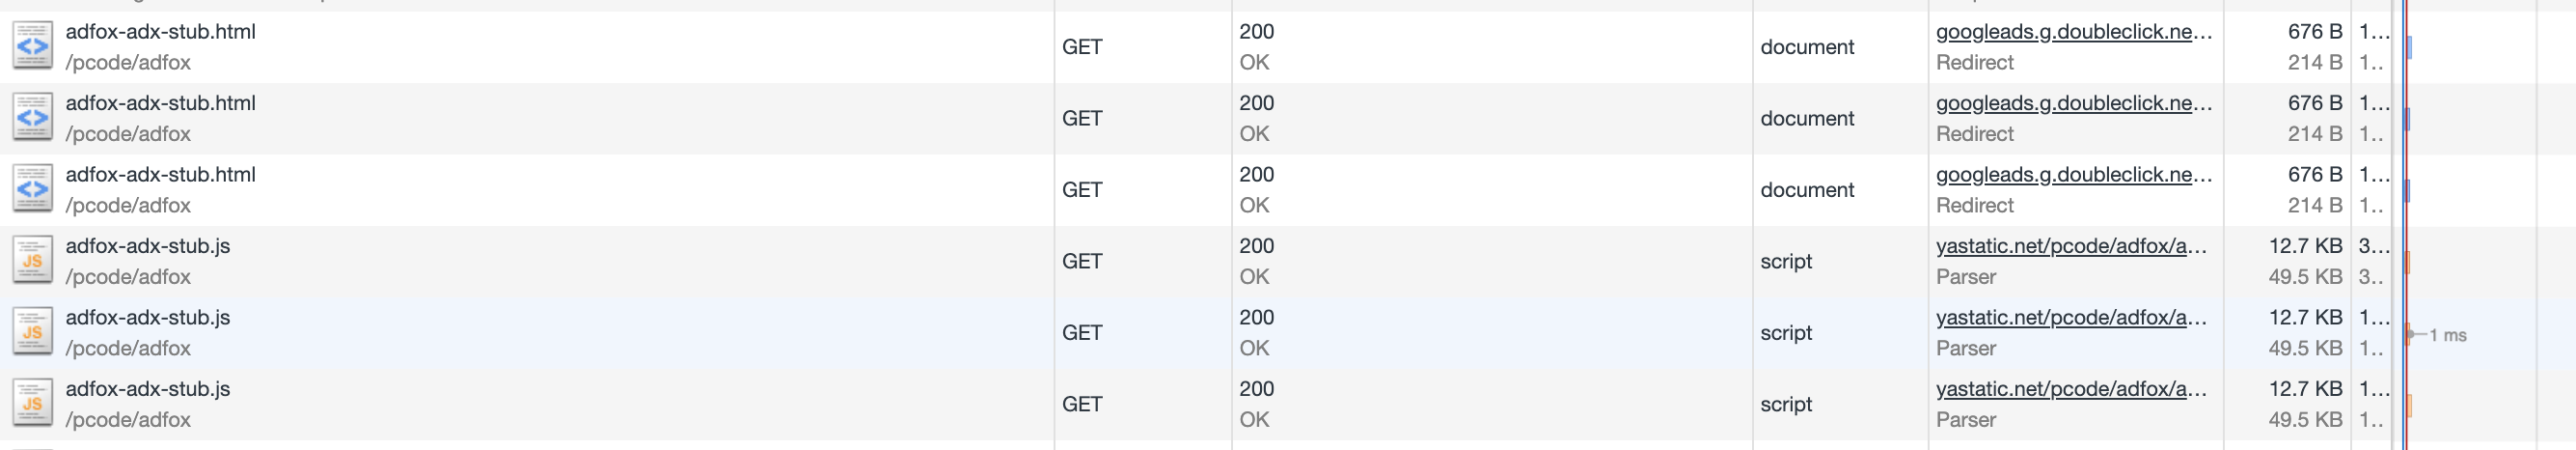 adfox-adx-stub.html 200 googleads.g.doubleclick.ne... 676 B 1...
GET document
/pcode/adfox OK Redirect 214 B 1..
adfox-adx-stub.html 200 googleads.g.doubleclick.ne... 676 B 1...
GET document
/pcode/adfox OK Redirect 214 B 1..
adfox-adx-stub.html 200 googleads.g.doubleclick.ne... 676 B 1...
GET document
/pcode/adfox OK Redirect 214 B 1..
adfox-adx-stub.js 200 yastatic.net/pcode/adfox/a... 12.7 KB 3...
JS GET script
/pcode/adfox OK Parser 49.5 KB 3..
adfox-adx-stub.js 200 yastatic.net/pcode/adfox/a... 12.7 KB 1...
JS GET script 1 ms
/pcode/adfox OK Parser 49.5 KB 1..
adfox-adx-stub.js 200 yastatic.net/pcode/adfox/a... 12.7 KB 1...
JS GET script
/pcode/adfox OK Parser 49.5 KB 1..